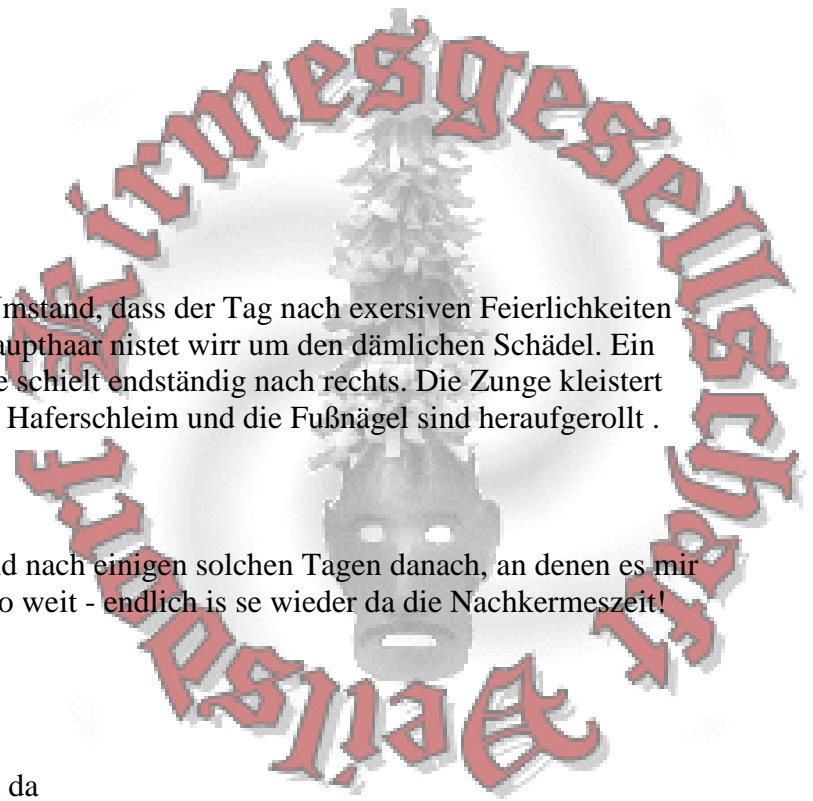 Kirmesgesellschaft Veilsdorf
Umstand, dass der Tag nach exersiven Feierlichkeiten
aupthaar nistet wirr um den dämlichen Schädel. Ein
e schielt endständig nach rechts. Die Zunge kleistert
Haferschleim und die Fußnägel sind heraufgerollt .
d nach einigen solchen Tagen danach, an denen es mir
o weit - endlich is se wieder da die Nachkermeszeit!
da